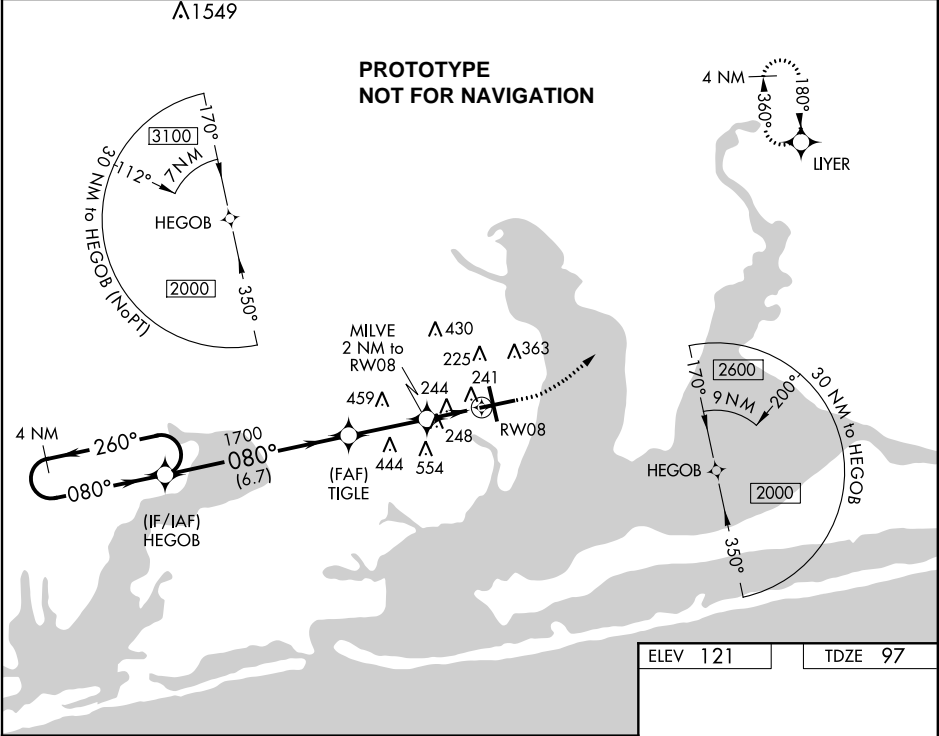 1549
PROTOTYPE
NOT FOR NAVIGATION
4 NM
360°
180°
LIYER
170°
3100
7 NM
112°
30 NM to HEGOB (NoPT)
HEGOB
2000
350°
MILVE
2 NM to
RW08
430
225
363
459
244
241
248
RW08
444
554
4 NM
260°
080°
1700
080°
(6.7)
(FAF)
TIGLE
(IF/IAF)
HEGOB
170°
2600
9 NM
200°
30 NM to HEGOB
HEGOB
2000
350°
ELEV 121
TDZE 97